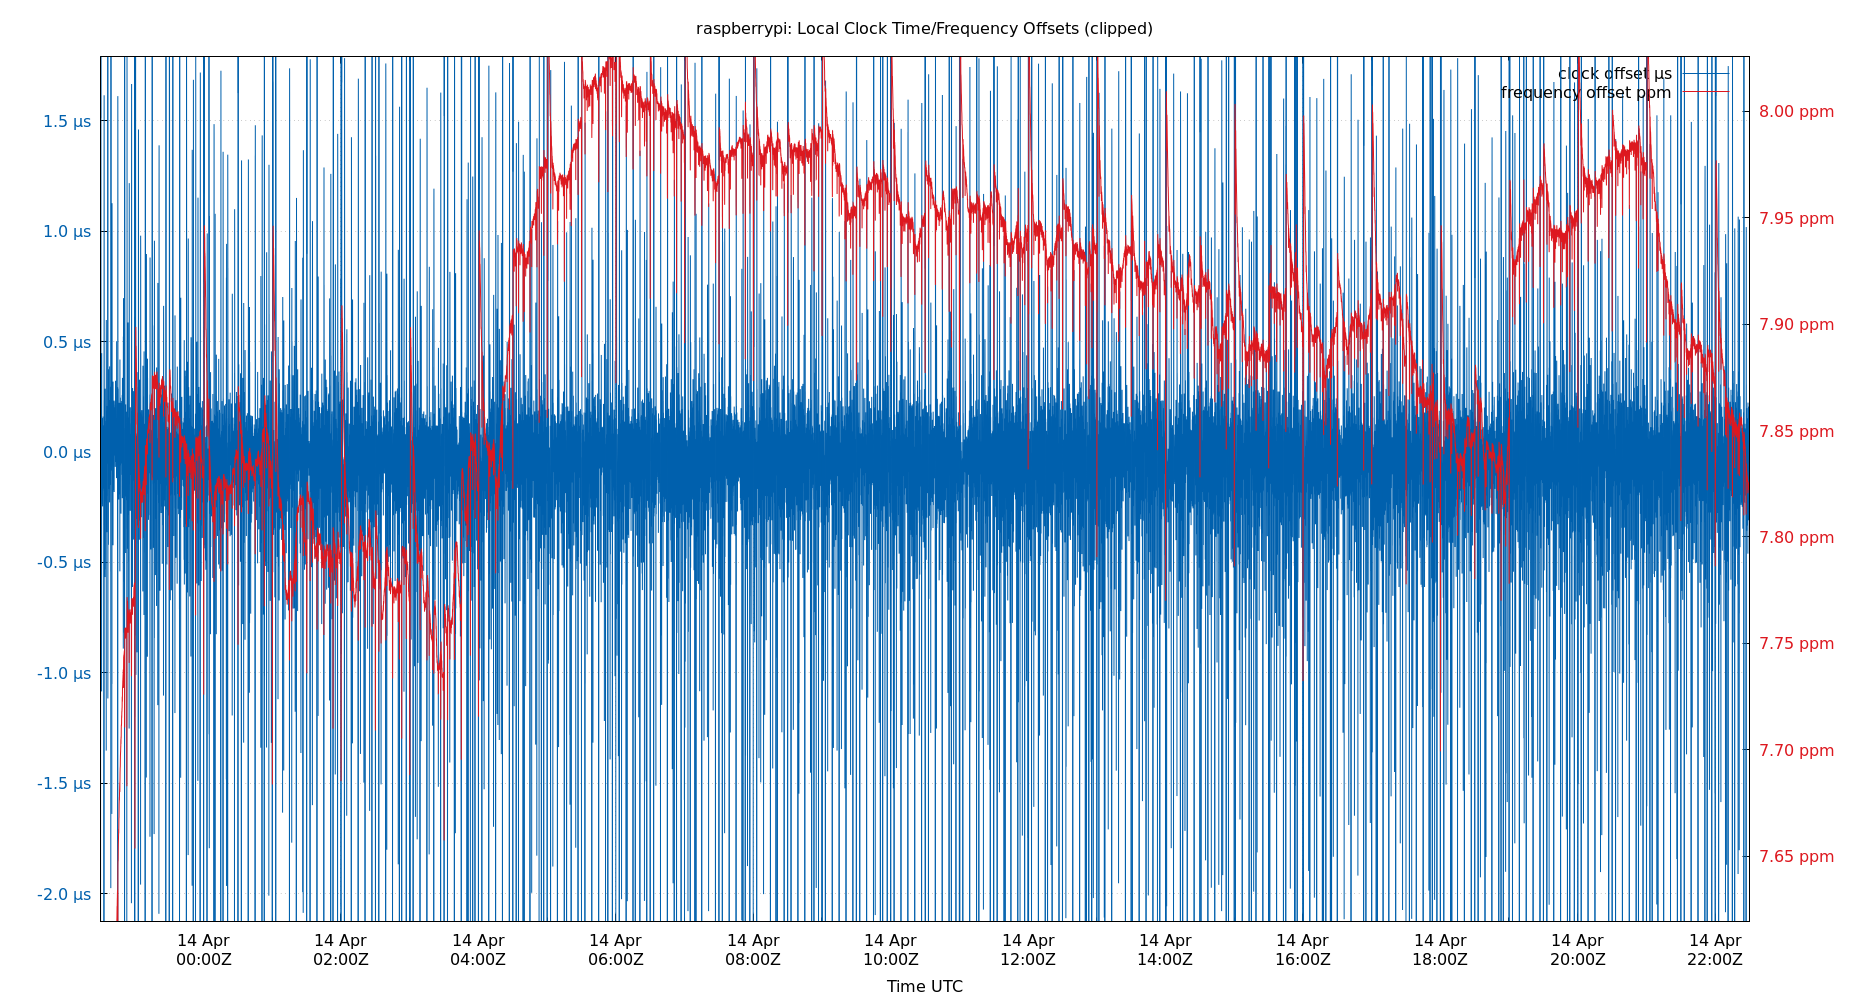 raspberrypi: Local Clock Time/Frequency Offsets (clipped)
clock offset µs
frequency offset ppm
1.5 µs
1.0 µs
0.5 µs
0.0 µs
-0.5 µs
-1.0 µs
-1.5 µs
-2.0 µs
8.00 ppm
7.95 ppm
7.90 ppm
7.85 ppm
7.80 ppm
7.75 ppm
7.70 ppm
7.65 ppm
14 Apr 14 Apr 14 Apr 14 Apr 14 Apr 14 Apr 14 Apr 14 Apr 14 Apr 14 Apr 14 Apr 14 Apr
00:00Z 02:00Z 04:00Z 06:00Z 08:00Z 10:00Z 12:00Z 14:00Z 16:00Z 18:00Z 20:00Z 22:00Z
Time UTC